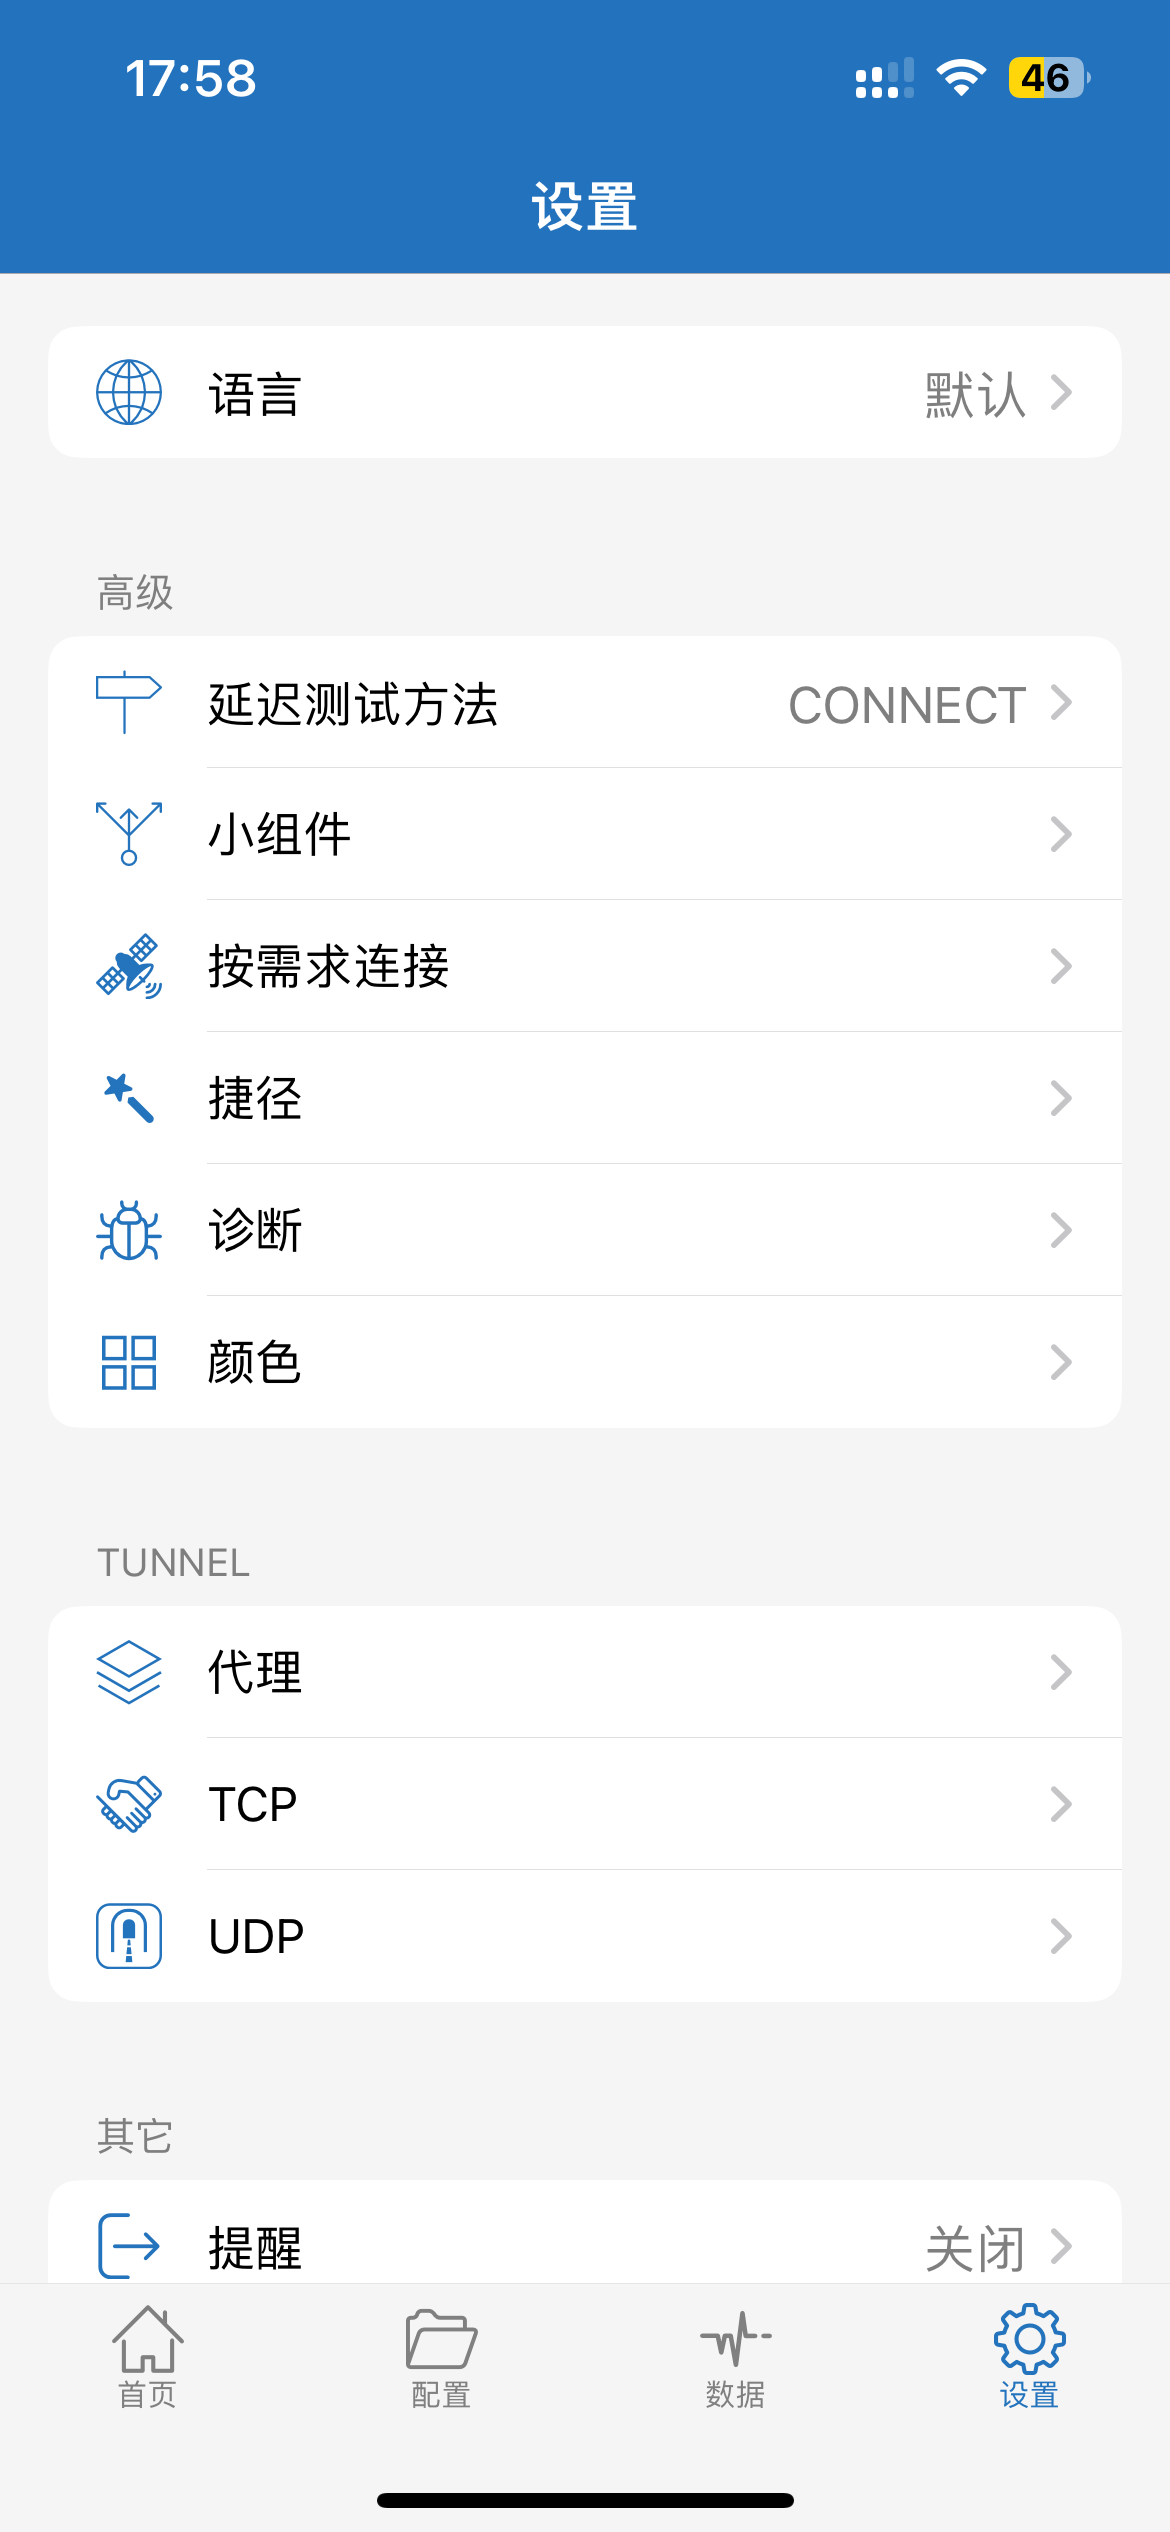 17:58
46
设置
语言
默认
高级
延迟测试方法
CONNECT
小组件
按需求连接
捷径
诊断
颜色
TUNNEL
代理
TCP
UDP
其它
提醒
关闭
首页
配置
数据
设置